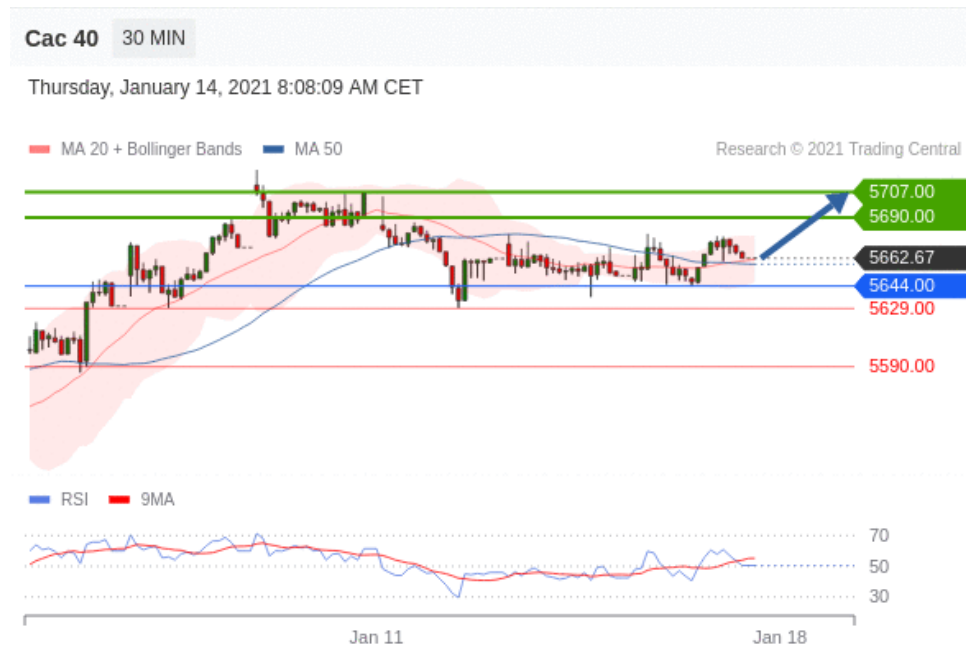 Cac 40 30 MIN
Thursday, January 14, 2021 8:08:09 AM CET
MA 20 + Bollinger Bands MA 50 Research © 2021 Trading Central
5707.00
5690.00
5662.67
5644.00
5629.00
5590.00
RSI 9MA
70
50
30
Jan 11 Jan 18